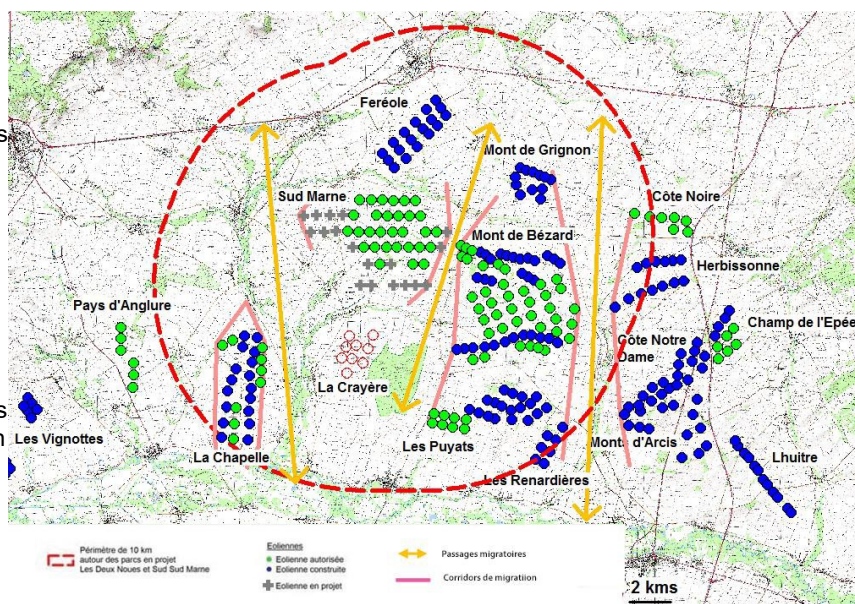 Feréole
Mont de Grignon
Sud Marne
Côte Noire
Mont de Bézard
Herbissonne
Pays d'Anglure
Champ de l'Epée
Côte Notre
Dame
La Crayère
Les Vignottes
Les Puyats
Monts d'Arcis
La Chapelle
Lhuitre
Les Renardières
s
s
n
Périmètre de 10 km
autour des parcs en projet
Les Deux Noues et Sud Sud Marne
Eoliennes
Eolienne autorisée
Eolienne construite
Eolienne en projet
Passages migratoires
Corridors de migratiion
2 kms